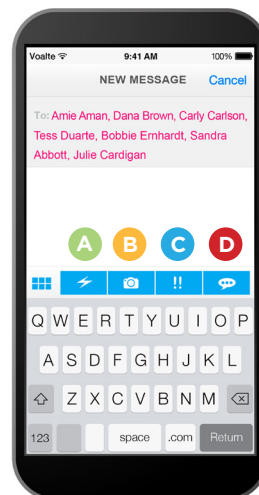 Voalte 9:41 AM 100%
NEW MESSAGE Cancel
To: Amie Aman, Dana Brown, Carly Carlson,
Tess Duarte, Bobbie Ernhardt, Sandra
Abbott, Julie Cardigan
A B C D
!!
Q W E R T Y U I O P
A S D F G H J K L
Z X C V B N M
123 space .com Return